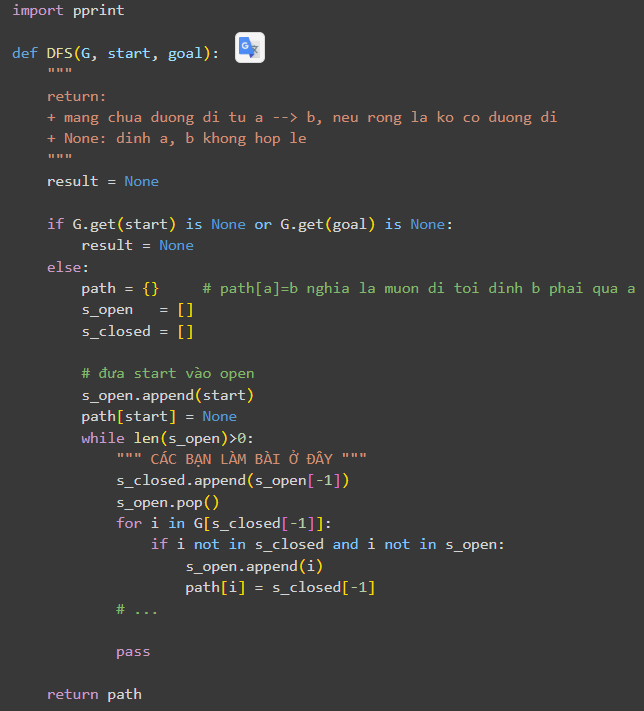 import pprint
def DFS(G, start, goal):
    """
    return:
    + mang chua duong di tu a --> b, neu rong la ko co duong di
    + None: dinh a, b khong hop le
    """
    result = None
    if G.get(start) is None or G.get(goal) is None:
        result = None
    else:
        path = {}     # path[a]=b nghia la muon di toi dinh b phai qua a
        s_open   = []
        s_closed = []
        # đưa start vào open
        s_open.append(start)
        path[start] = None
        while len(s_open)>0:
            """ CÁC BẠN LÀM BÀI Ở ĐÂY """
            s_closed.append(s_open[-1])
            s_open.pop()
            for i in G[s_closed[-1]]:
                if i not in s_closed and i not in s_open:
                    s_open.append(i)
                    path[i] = s_closed[-1]
            # ...
            pass
    return path